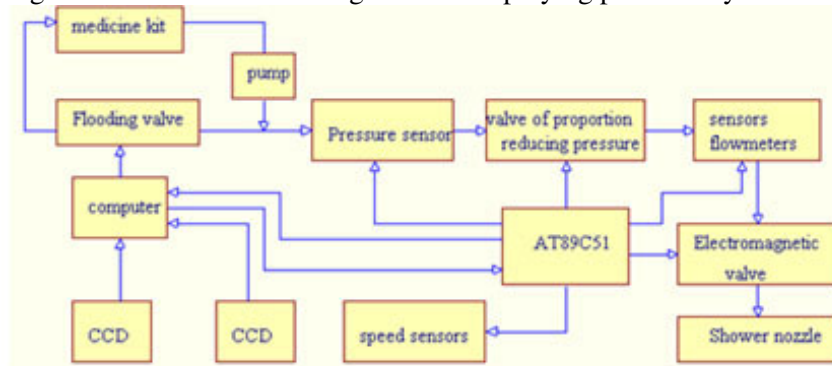 medicine kit
pump
Flooding valve
Pressure sensor
valve of proportion
reducing pressure
sensors
flowmeters
computer
AT89C51
Electromagnetic
valve
CCD
CCD
speed sensors
Shower nozzle